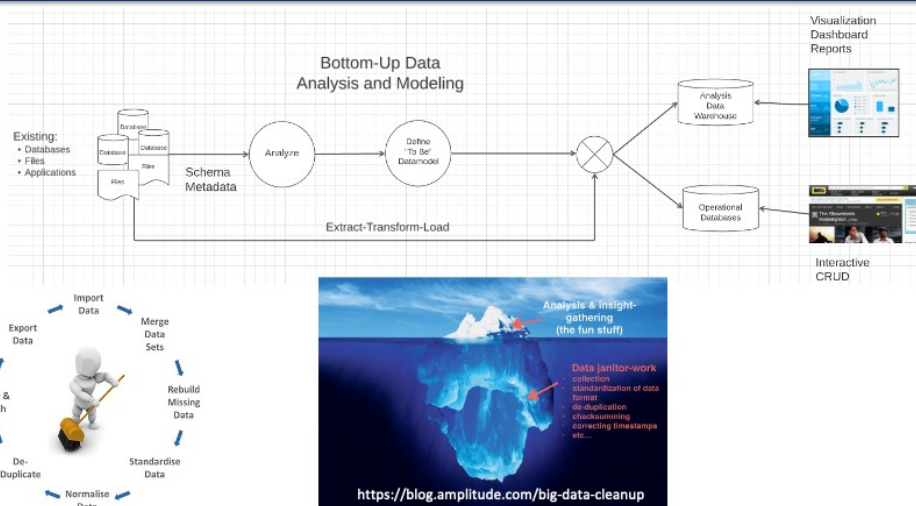 Visualization
Dashboard
Reports
Bottom-Up Data
Analysis and Modeling
Existing:
• Databases
• Files
• Applications
Database
Database
Database
Files
Files
Schema
Metadata
Analyze
Define
"To Be"
Datamodel
Analysis
Data
Warehouse
Operational
Databases
Extract-Transform-Load
Interactive
CRUD
Import
Data
Merge
Data
Sets
Rebuild
Missing
Data
Standardise
Data
Normalise
De-
Duplicate
&
Export
Data
Analysis & insight-
gathering
(the fun stuff)
Data janitor-work
• collection
• standardization of data
format
• de-duplication
• checksumming
• correcting timestamps
• etc...
https://blog.amplitude.com/big-data-cleanup